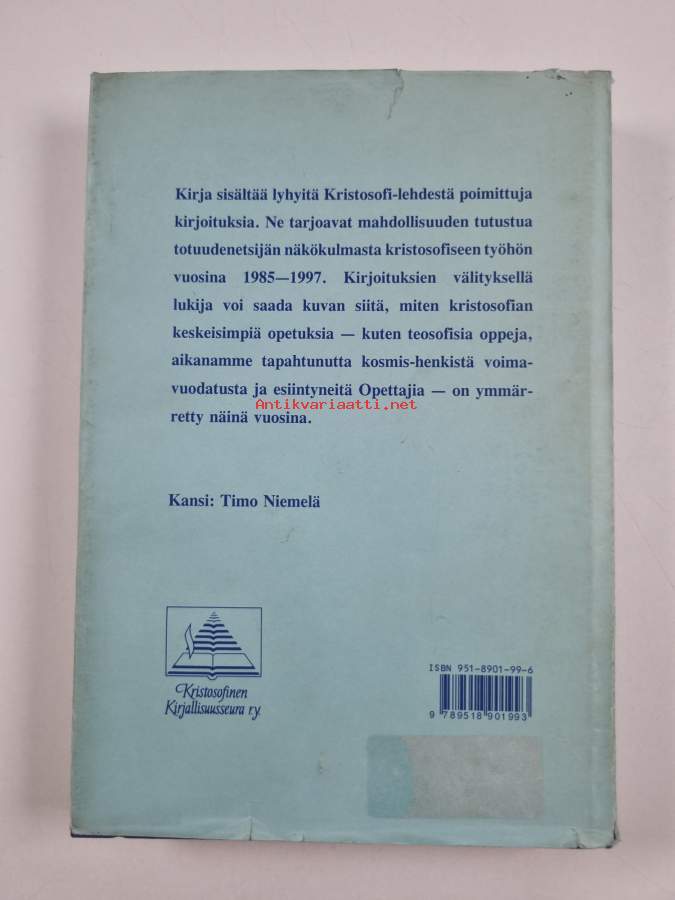 Kirja sisältää lyhyitä Kristosofi-lehdestä poimittuja
kirjoituksia. Ne tarjoavat mahdollisuuden tutustua
totuudenetsijän näkökulmasta kristosofiseen työhön
vuosina 1985—1997. Kirjoituksien välityksellä
lukija voi saada kuvan siitä, miten kristosofian
keskeisimpiä opetuksia — kuten teosofisia oppeja,
aikanamme tapahtunutta kosmis-henkistä voima-
vuodatusta ja esiintyneitä Opettajia — on ymmär-
Antikvariaatti.net
retty näinä vuosina.
Kansi: Timo Niemelä
Kristosofinen
Kirjallisuusseura r.y.
ISBN 951-8901-99-6
9 789518 901993